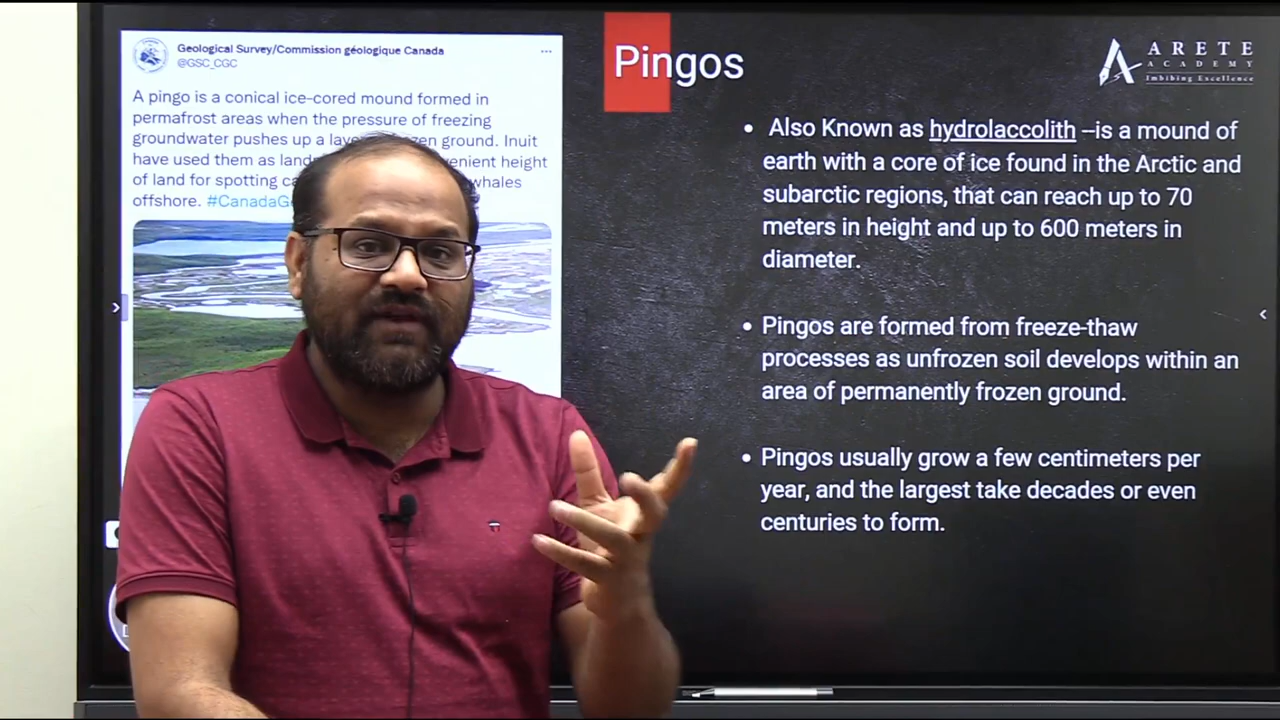 Geological Survey/Commission géologique Canada
@GSC_CGC
A pingo is a conical ice-cored mound formed in
permafrost areas when the pressure of freezing
groundwater pushes up a ground. Inuit
have used them as height
of land for spotting whales
offshore.
Pingos
ARETE
ACADEMY
Imbibing Excellence
• Also Known as hydrolaccolith –is a mound of
earth with a core of ice found in the Arctic and
subarctic regions, that can reach up to 70
meters in height and up to 600 meters in
diameter.
• Pingos are formed from freeze-thaw
processes as unfrozen soil develops within an
area of permanently frozen ground.
• Pingos usually grow a few centimeters per
year, and the largest take decades or even
centuries to form.